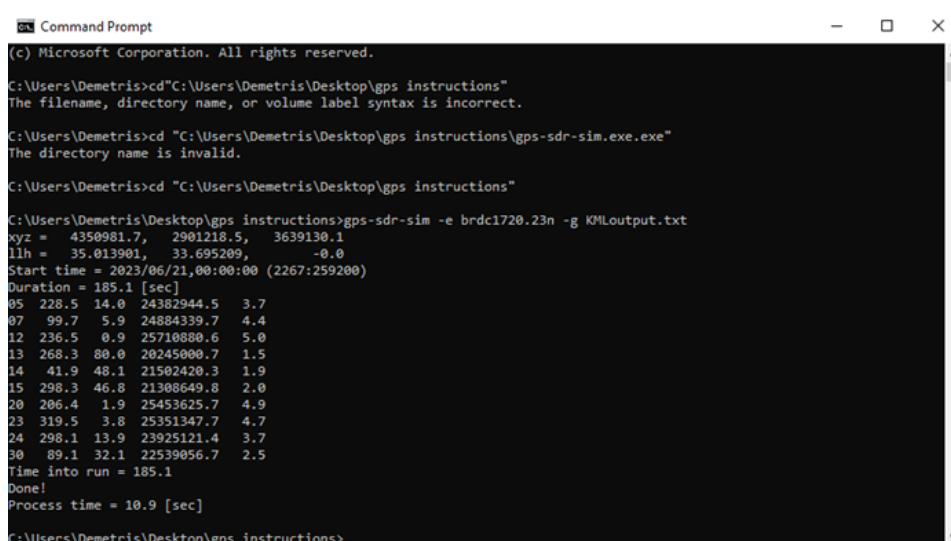 Command Prompt
(c) Microsoft Corporation. All rights reserved.
C:\Users\Demetris>cd"C:\Users\Demetris\Desktop\gps instructions"
The filename, directory name, or volume label syntax is incorrect.
C:\Users\Demetris>cd "C:\Users\Demetris\Desktop\gps instructions\gps-sdr-sim.exe.exe"
The directory name is invalid.
C:\Users\Demetris>cd "C:\Users\Demetris\Desktop\gps instructions"
C:\Users\Demetris\Desktop\gps instructions>gps-sdr-sim -e brdc1720.23n -g KMLoutput.txt
xyz = 4350981.7, 2901218.5, 3639130.1
llh = 35.013901, 33.695209, -0.0
Start time = 2023/06/21,00:00:00 (2267:259200)
Duration = 185.1 [sec]
05 228.5 14.0 24382944.5 3.7
07 99.7 5.9 24884339.7 4.4
12 236.5 0.9 25710880.6 5.0
13 268.3 80.0 20245000.7 1.5
14 41.9 48.1 21502420.3 1.9
15 298.3 46.8 21308649.8 2.0
20 206.4 1.9 25453625.7 4.9
23 319.5 3.8 25351347.7 4.7
24 298.1 13.9 23925121.4 3.7
30 89.1 32.1 22539056.7 2.5
Time into run = 185.1
Done!
Process time = 10.9 [sec]
C:\Users\Demetris\Desktop\gps instructions>